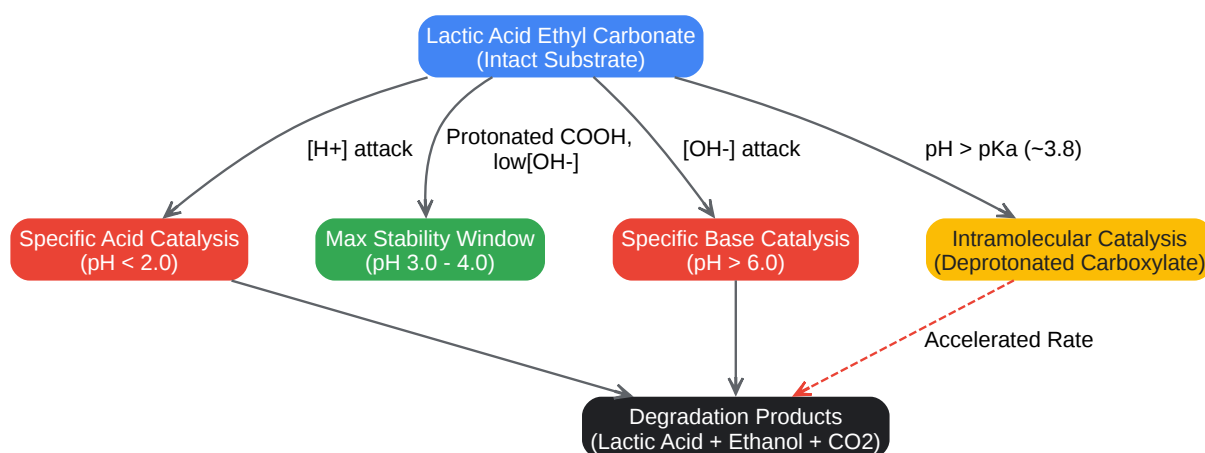 Lactic Acid Ethyl Carbonate
(Intact Substrate)
[H+] attack
Protonated COOH,
low[OH-]
[OH-] attack
pH > pKa (~3.8)
Specific Acid Catalysis
(pH < 2.0)
Max Stability Window
(pH 3.0 - 4.0)
Specific Base Catalysis
(pH > 6.0)
Intramolecular Catalysis
(Deprotonated Carboxylate)
Accelerated Rate
Degradation Products
(Lactic Acid + Ethanol + CO2)